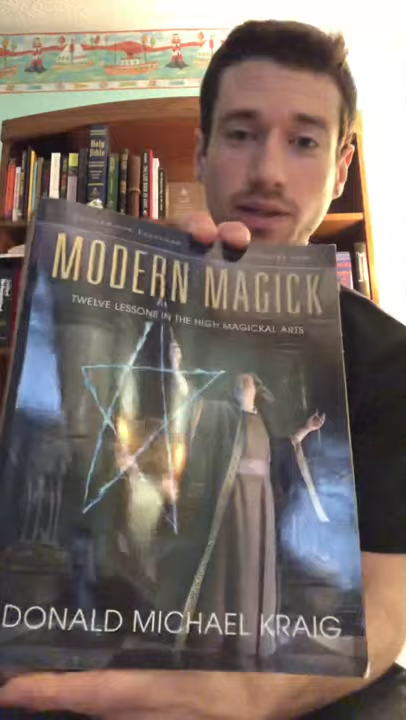 MODERN MAGICK
TWELVE LESSONS IN THE HIGH MAGICKAL ARTS
DONALD MICHAEL KRAIG
Holy
Bible